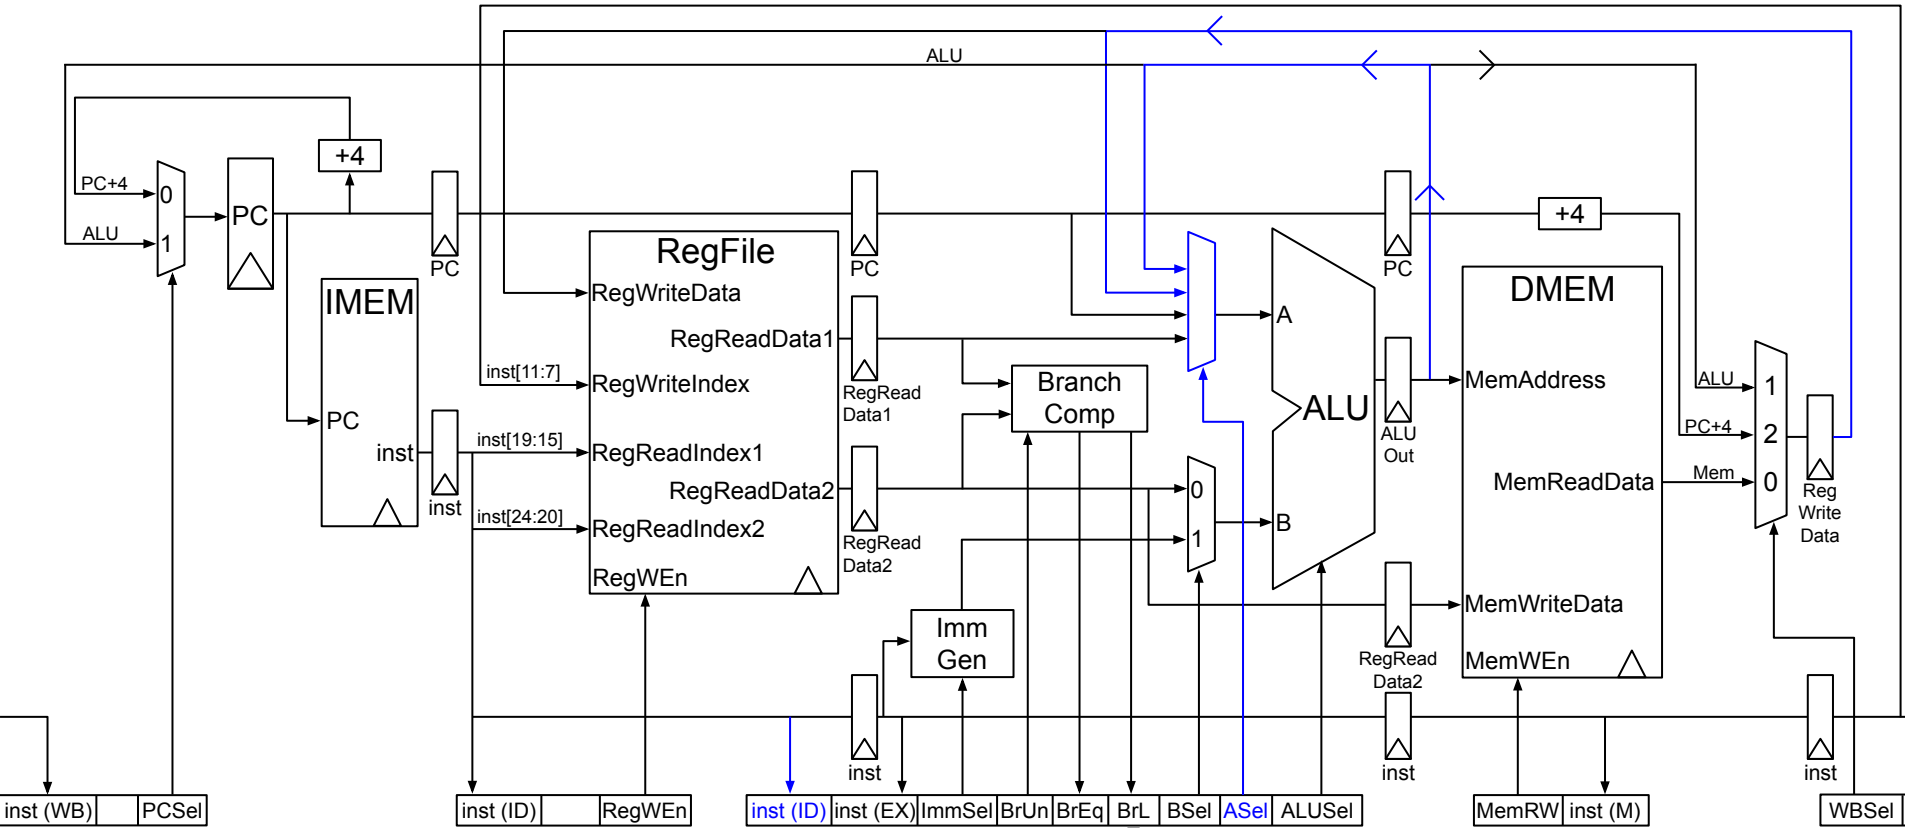 ALU
+4
PC+4
0
PC
ALU
1
PC
PC
PC
+4
IMEM
PC
inst
inst
RegFile
RegWriteData
RegReadData1
inst[11:7]
RegWriteIndex
inst[19:15]
RegReadIndex1
RegReadData2
inst[24:20]
RegReadIndex2
RegWEn
RegRead
Data1
RegRead
Data2
Branch
Comp
Imm
Gen
0
1
A
ALU
B
ALU
Out
RegRead
Data2
DMEM
MemAddress
MemReadData
MemWriteData
MemWEn
ALU
1
PC+4
2
Mem
0
Reg
Write
Data
inst
inst
inst
inst (WB)
PCSel
inst (ID)
RegWEn
inst (ID)
inst (EX)
ImmSel
BrUn
BrEq
BrL
BSel
ASel
ALUSel
MemRW
inst (M)
WBSel